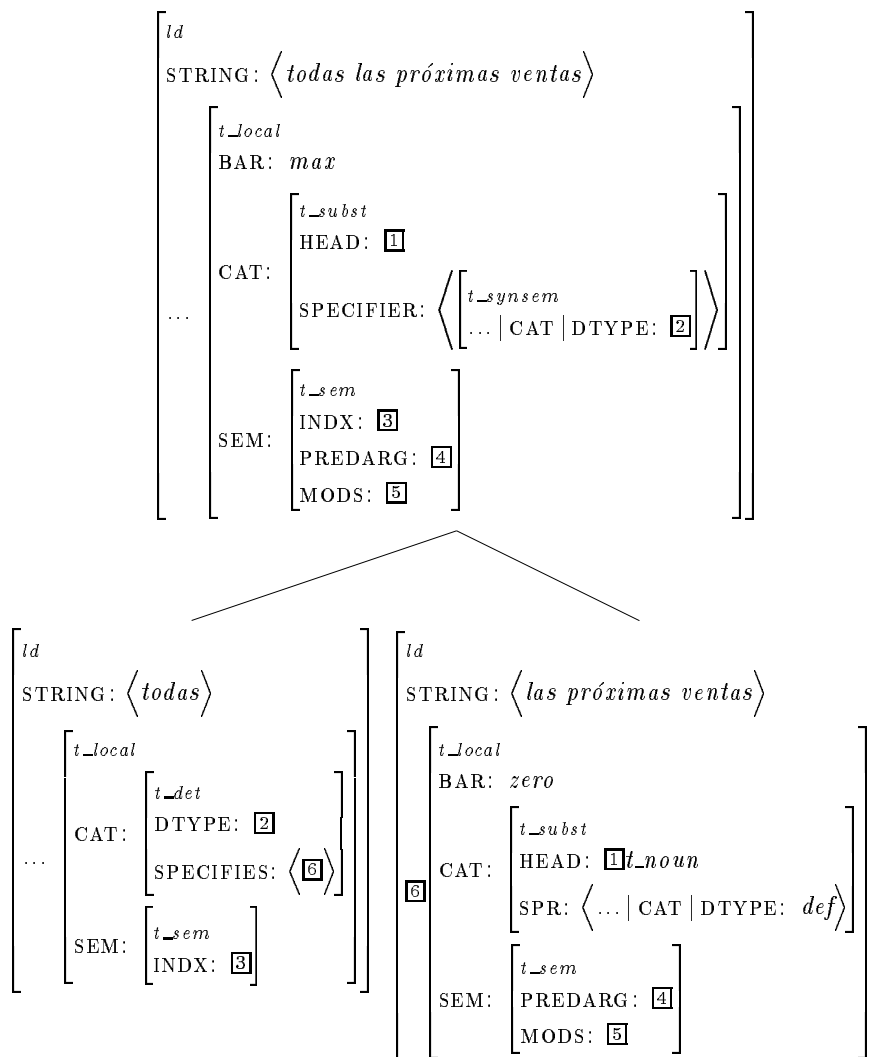 ld
STRING: ⟨todas las próximas ventas⟩
t_local
BAR: max
t_subst
HEAD: 1
CAT:
t_synsem
SPECIFIER: ⟨ ⟩
... | CAT | DTYPE: 2
...
t_sem
INDX: 3
SEM:
PREDARG: 4
MODS: 5
ld
STRING: ⟨todas⟩
t_local
t_det
DTYPE: 2
CAT:
SPECIFIES: ⟨6⟩
...
t_sem
SEM:
INDX: 3
ld
STRING: ⟨las próximas ventas⟩
t_local
BAR: zero
t_subst
HEAD: 1 t_noun
CAT:
6
SPR: ⟨... | CAT | DTYPE: def⟩
t_sem
SEM: PREDARG: 4
MODS: 5